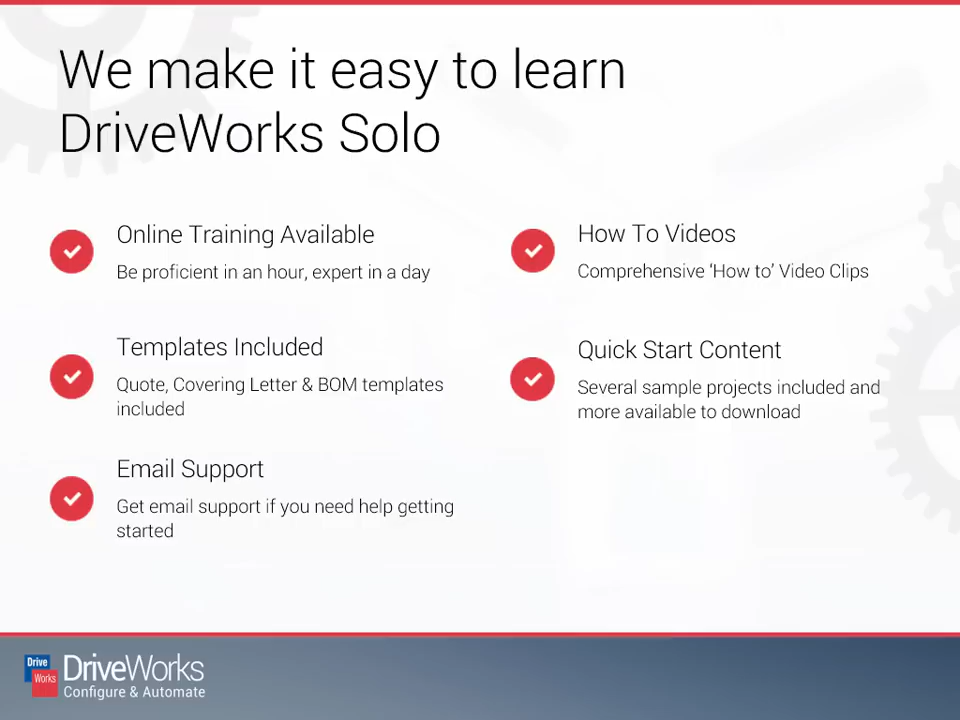 We make it easy to learn
DriveWorks Solo
Online Training Available
Be proficient in an hour, expert in a day
How To Videos
Comprehensive ‘How to’ Video Clips
Templates Included
Quote, Covering Letter & BOM templates
included
Quick Start Content
Several sample projects included and
more available to download
Email Support
Get email support if you need help getting
started
Drive
Works
DriveWorks
Configure & Automate